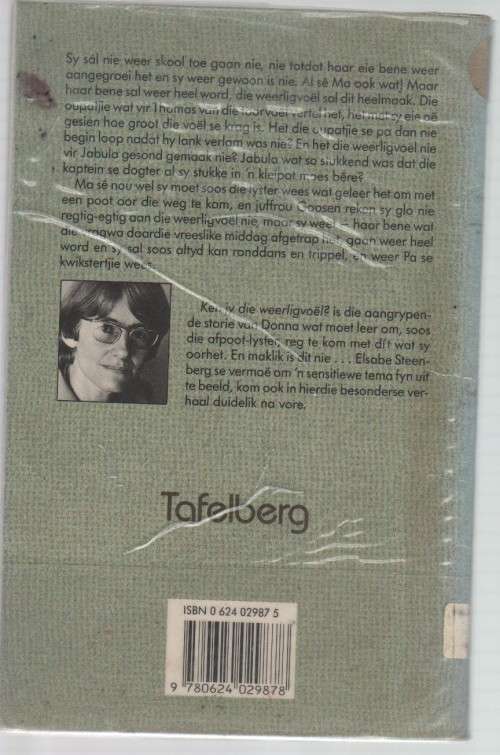 Sy sál nie weer skool toe gaan nie, nie totdat haar eie bene weer
aangegroei het en sy weer gewoon is nie. Al sê Ma ook wat! Maar
haar bene sal weer heel word, die weerligvoël sal dit heelmaak. Die
oupatjie wat vir Thomas van die toorvoël vertel het, het met sy eie oë
gesien hoe groot die voël se krag is. Het die oupatjie se pa dan nie
begin loop nadat hy lank verlam was nie? En het die weerligvoël nie
vir Jabula gesond gemaak nie? Jabula wat so stukkend was dat die
kaptein se dogter al sy stukke in 'n kleipot moes bêre?
Ma sê nou wel sy moet soos die lyster wees wat geleer het om met
een poot oor die weg te kom, en juffrou Goosen reken sy glo nie
regtig-egtig aan die weerligvoël nie, maar sy weet – haar bene wat
die vragwa daardie vreeslike middag afgetrap het, gaan weer heel
word en sy sal soos altyd kan ronddans en trippel, en weer Pa se
kwikstertjie wees.
Ken jy die weerligvoël? is die aangrypen-
de storie van Donna wat moet leer om, soos
die afpoot-lyster, reg te kom met dít wat sy
oorhet. En maklik is dit nie . . . Elsabe Steen-
berg se vermoë om 'n sensitiewe tema fyn uit
te beeld, kom ook in hierdie besonderse ver-
haal duidelik na vore.
Tafelberg
ISBN 0 624 02987 5
9 780624 029878